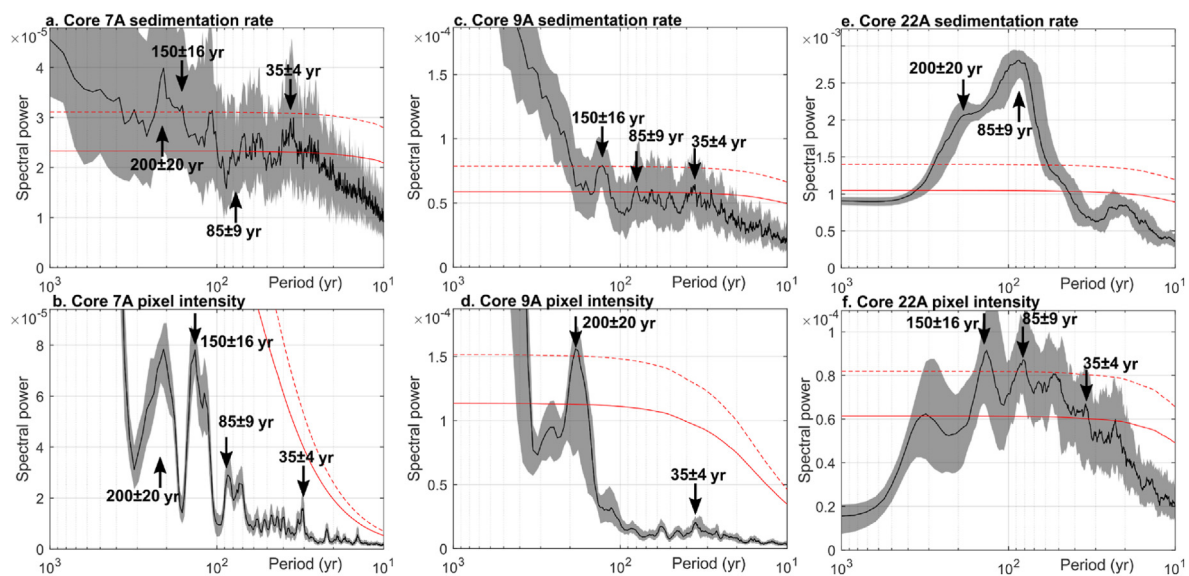 a. Core 7A sedimentation rate
×10⁻⁵
150±16 yr
35±4 yr
200±20 yr
85±9 yr
Spectral power
4
3
2
1
0
10³
10²
Period (yr)
10¹
c. Core 9A sedimentation rate
×10⁻⁴
150±16 yr
85±9 yr
35±4 yr
Spectral power
1.5
1
0.5
0
10³
10²
Period (yr)
10¹
e. Core 22A sedimentation rate
×10⁻³
200±20 yr
85±9 yr
Spectral power
2.5
2
1.5
1
0.5
0
10³
10²
Period (yr)
10¹
b. Core 7A pixel intensity
×10⁻⁵
150±16 yr
85±9 yr
35±4 yr
200±20 yr
Spectral power
8
6
4
2
0
10³
10²
Period (yr)
10¹
d. Core 9A pixel intensity
×10⁻⁴
200±20 yr
35±4 yr
Spectral power
1.5
1
0.5
0
10³
10²
Period (yr)
10¹
f. Core 22A pixel intensity
×10⁻⁴
150±16 yr
85±9 yr
35±4 yr
Spectral power
1
0.8
0.6
0.4
0.2
0
10³
10²
Period (yr)
10¹